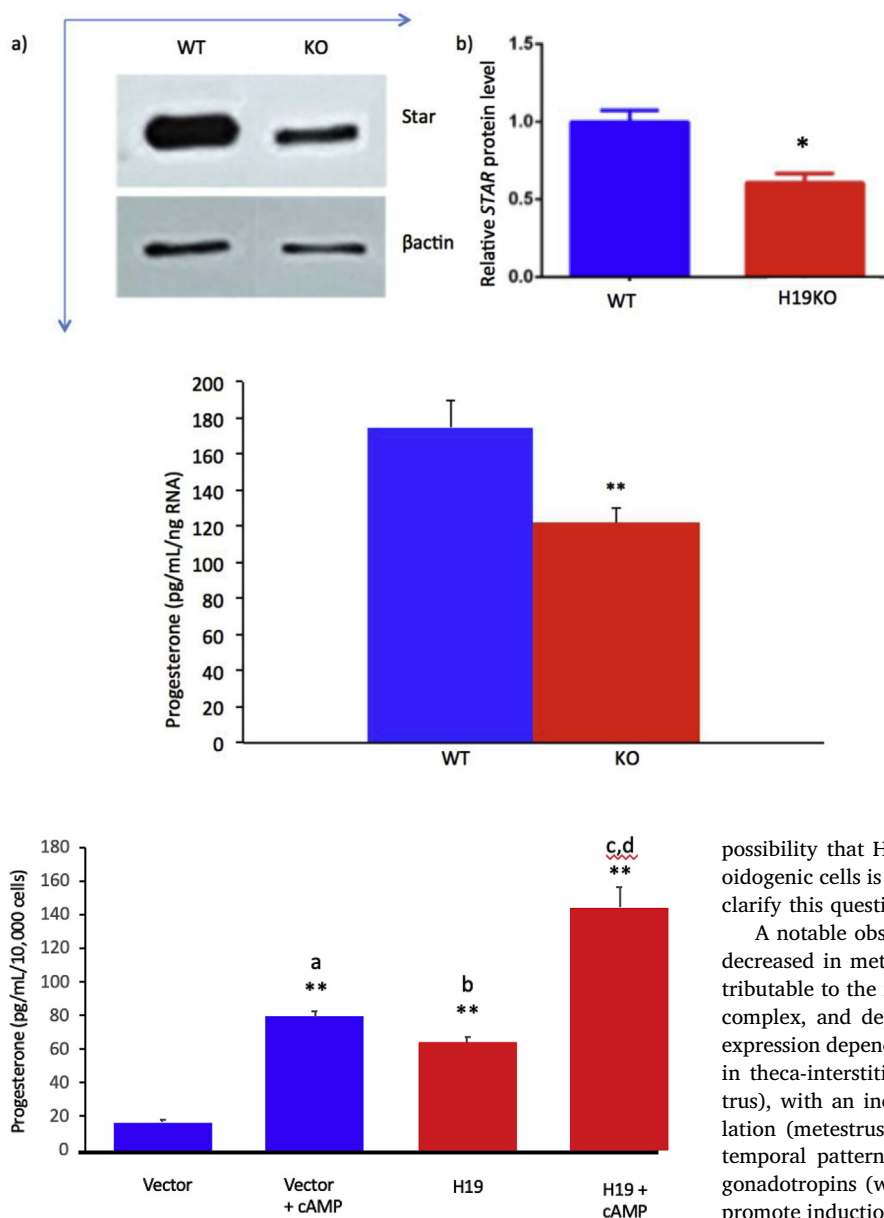 a)
WT KO
Star
βactin
b)
Relative STAR protein level
1.5
1.0
0.5
0.0
*
WT H19KO
Progesterone (pg/mL/ng RNA)
200
180
160
140
120
100
80
60
40
20
0
**
WT KO
Progesterone (pg/mL/10,000 cells)
180
160
140
120
100
80
60
40
20
0
a
**
b
**
c,d
**
Vector
Vector
+ cAMP
H19
H19 +
cAMP
possibility that H
oidogenic cells is
clarify this questi
A notable obs
decreased in met
tributable to the
complex, and de
expression depend
in theca-interstiti
trus), with an inc
lation (metestrus
temporal pattern
gonadotropins (w
promote induction